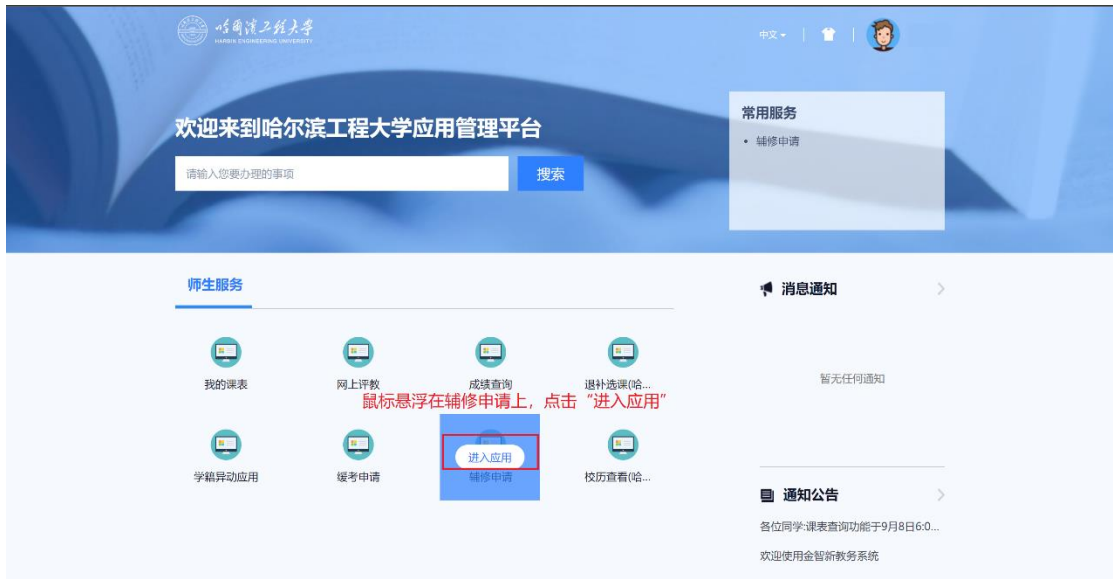 哈尔滨工程大学
HARBIN ENGINEERING UNIVERSITY
中文
欢迎来到哈尔滨工程大学应用管理平台
请输入您要办理的事项
搜索
常用服务
• 辅修申请
师生服务
我的课表
网上评教
成绩查询
退补选课(哈...
鼠标悬浮在辅修申请上，点击“进入应用”
学籍异动应用
缓考申请
进入应用
辅修申请
校历查看(哈...
消息通知
暂无任何通知
通知公告
各位同学:课表查询功能于9月8日6:0...
欢迎使用金智新教务系统